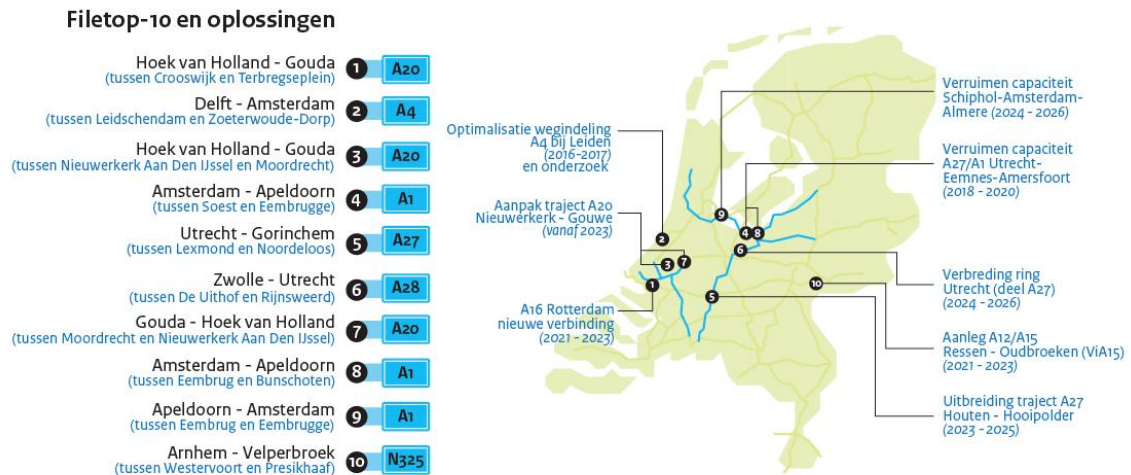 Filetop-10 en oplossingen
Hoek van Holland - Gouda
(tussen Crooswijk en Terbregseplein)
1
A20
Delft - Amsterdam
(tussen Leidschendam en Zoeterwoude-Dorp)
2
A4
Hoek van Holland - Gouda
(tussen Nieuwerkerk Aan Den IJssel en Moordrecht)
3
A20
Amsterdam - Apeldoorn
(tussen Soest en Eembrugge)
4
A1
Utrecht - Gorinchem
(tussen Lexmond en Noordeloos)
5
A27
Zwolle - Utrecht
(tussen De Uithof en Rijnsweerd)
6
A28
Gouda - Hoek van Holland
(tussen Moordrecht en Nieuwerkerk Aan Den IJssel)
7
A20
Amsterdam - Apeldoorn
(tussen Eembrug en Bunschoten)
8
A1
Apeldoorn - Amsterdam
(tussen Eembrug en Eembrugge)
9
A1
Arnhem - Velperbroek
(tussen Westervoort en Presikhaaf)
10
N325
Optimalisatie wegindeling
A4 bij Leiden
(2016-2017)
en onderzoek
Aanpak traject A20
Nieuwerkerk - Gouwe
(vanaf 2023)
A16 Rotterdam
nieuwe verbinding
(2021 - 2023)
9
4
8
2
6
3
7
1
5
10
Verruimen capaciteit
Schiphol-Amsterdam-
Almere (2024 - 2026)
Verruimen capaciteit
A27/A1 Utrecht-
Eemnes-Amersfoort
(2018 - 2020)
Verbreding ring
Utrecht (deel A27)
(2024 - 2026)
Aanleg A12/A15
Ressen - Oudbroeken (ViA15)
(2021 - 2023)
Uitbreiding traject A27
Houten - Hooipolder
(2023 - 2025)